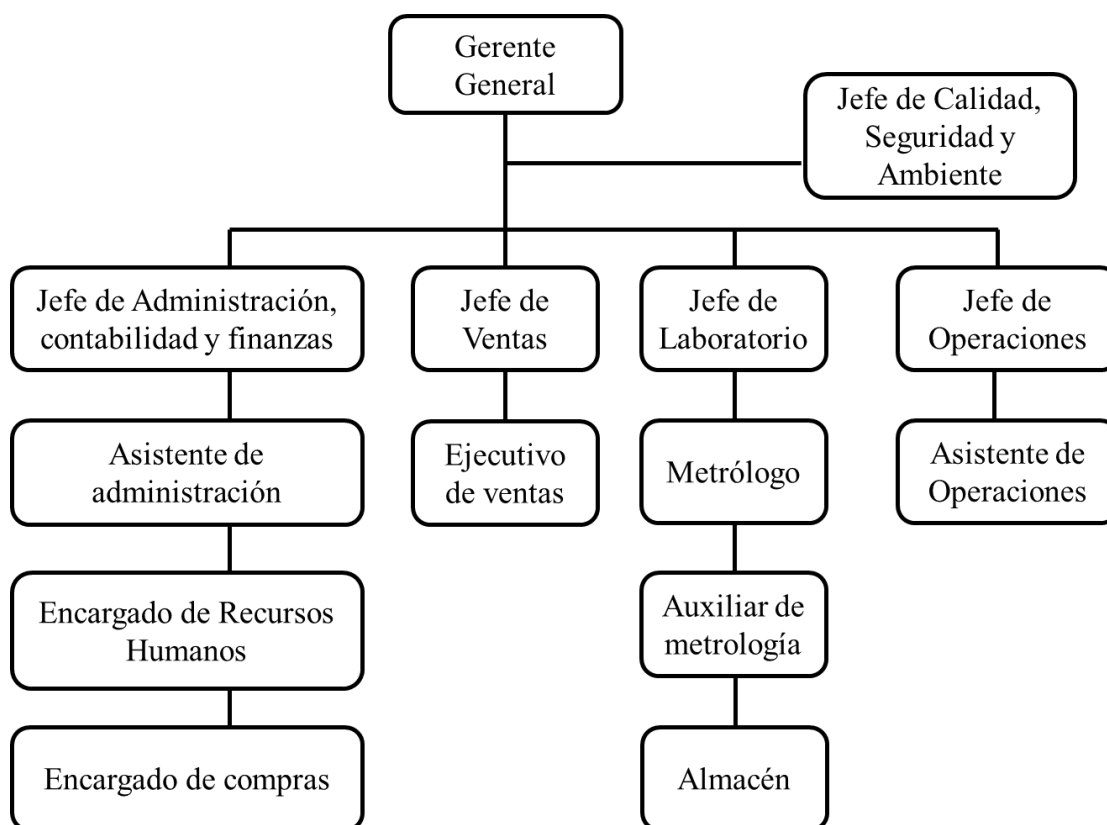 Gerente
General
Jefe de Calidad,
Seguridad y
Ambiente
Jefe de Administración,
contabilidad y finanzas
Jefe de
Ventas
Jefe de
Laboratorio
Jefe de
Operaciones
Asistente de
administración
Ejecutivo
de ventas
Metrólogo
Asistente de
Operaciones
Encargado de Recursos
Humanos
Auxiliar de
metrología
Encargado de compras
Almacén